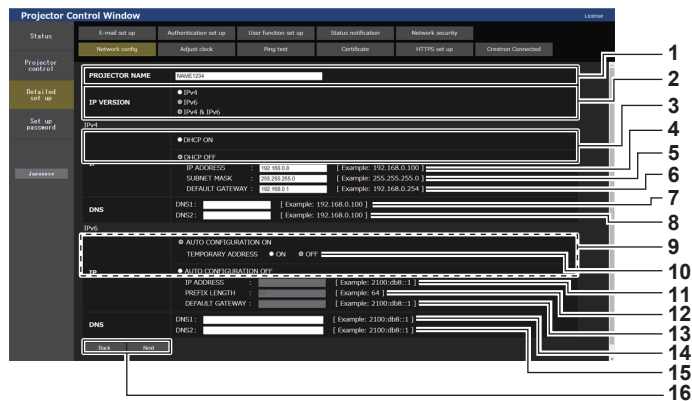 Projector Control Window
License
Status
E-mail set up
Authentication set up
User function set up
Status notification
Network security
Network config
Adjust clock
Ping test
Certificate
HTTPS set up
Crestron Connected
Projector
control
Detailed
set up
Set up
password
Japanese
PROJECTOR NAME
NAME1234
IP VERSION
IPv4
IPv6
IPv4 & IPv6
IPv4
IP
DHCP ON
DHCP OFF
IP ADDRESS : 192.168.0.8 [ Example: 192.168.0.100 ]
SUBNET MASK : 255.255.255.0 [ Example: 255.255.255.0 ]
DEFAULT GATEWAY : 192.168.0.1 [ Example: 192.168.0.254 ]
DNS
DNS1: [ Example: 192.168.0.100 ]
DNS2: [ Example: 192.168.0.100 ]
IPv6
IP
AUTO CONFIGURATION ON
TEMPORARY ADDRESS ON OFF
AUTO CONFIGURATION OFF
IP ADDRESS : [ Example: 2100:db8::1 ]
PREFIX LENGTH : [ Example: 64 ]
DEFAULT GATEWAY : [ Example: 2100:db8::1 ]
DNS
DNS1: [ Example: 2100:db8::1 ]
DNS2: [ Example: 2100:db8::1 ]
Back Next
1
2
3
4
5
6
7
8
9
10
11
12
13
14
15
16